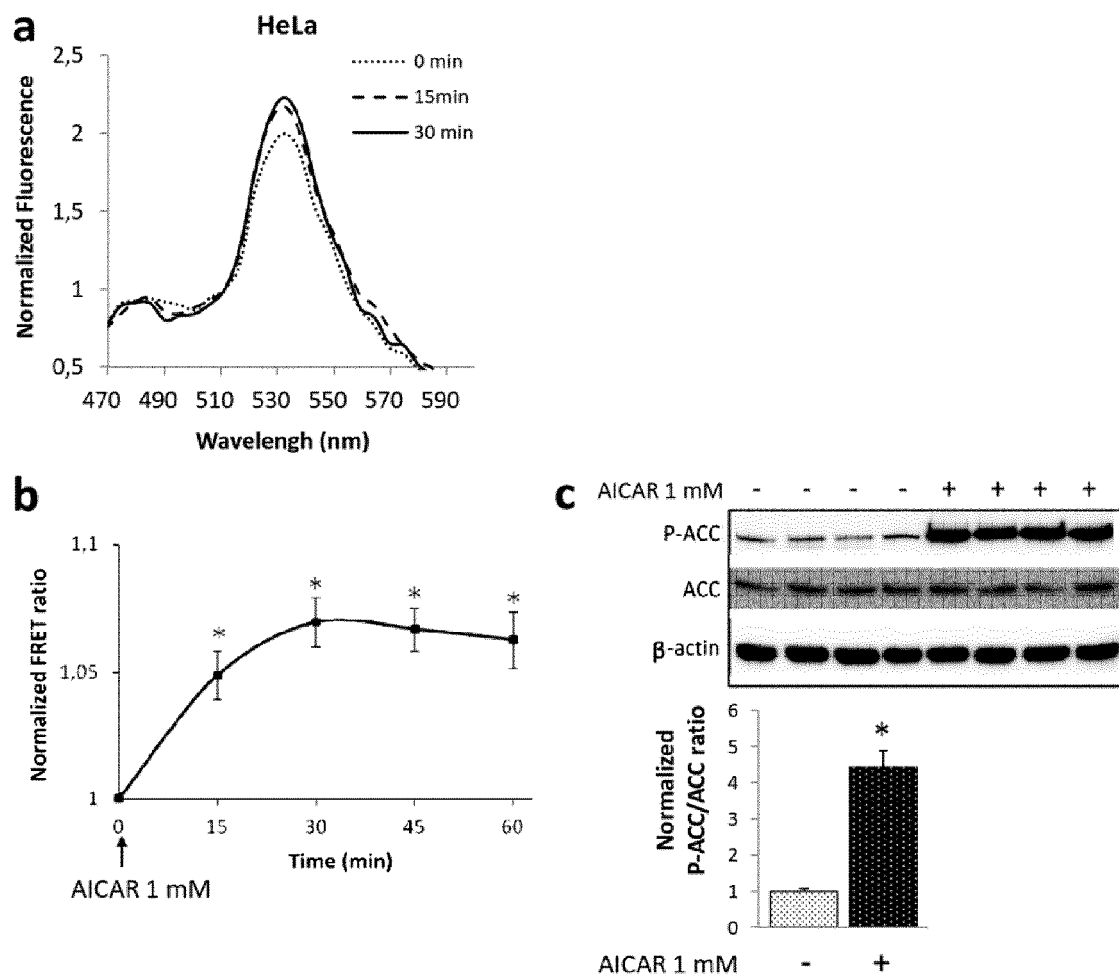 a
HeLa
2,5
2
1,5
1
0,5
Normalized Fluorescence
0 min
15min
30 min
470 490 510 530 550 570 590
Wavelengh (nm)
b
1,1
1,05
1
Normalized FRET ratio
* * * *
0 15 30 45 60
Time (min)
AICAR 1 mM
c
AICAR 1 mM - - - - + + + +
P-ACC
ACC
β-actin
Normalized
P-ACC/ACC ratio
6
5
4
3
2
1
0
*
AICAR 1 mM - +